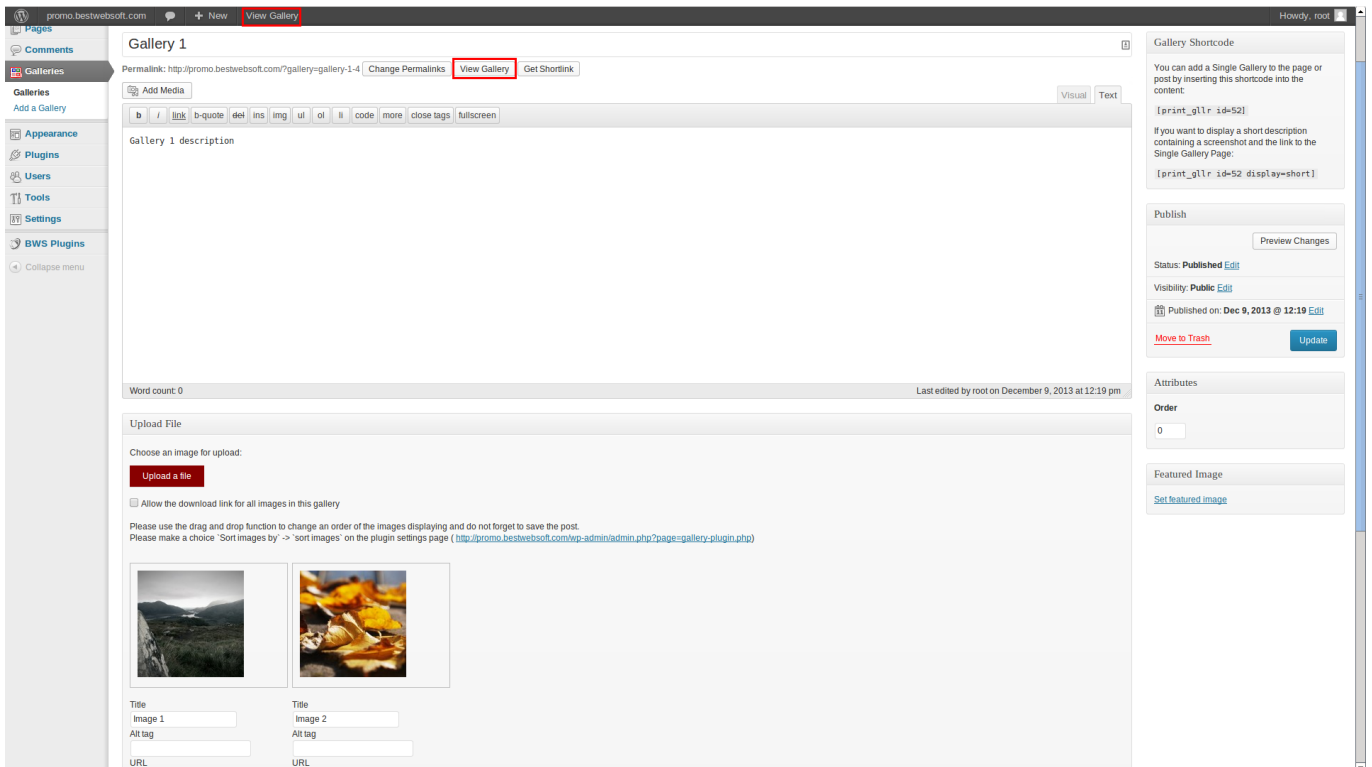 promo.bestwebsoft.com + New View Gallery Howdy, root
Pages
Comments
Galleries
Galleries
Add a Gallery
Appearance
Plugins
Users
Tools
Settings
BWS Plugins
Collapse menu
Gallery 1
Permalink: http://promo.bestwebsoft.com/?gallery=gallery-1-4 Change Permalinks View Gallery Get Shortlink
Add Media
Visual Text
b i link b-quote del ins img ul ol li code more close tags fullscreen
Gallery 1 description
Word count: 0 Last edited by root on December 9, 2013 at 12:19 pm
Upload File
Choose an image for upload:
Upload a file
Allow the download link for all images in this gallery
Please use the drag and drop function to change an order of the images displaying and do not forget to save the post.
Please make a choice `Sort images by` -> `sort images` on the plugin settings page ( http://promo.bestwebsoft.com/wp-admin/admin.php?page=gallery-plugin.php)
Title Title
Image 1 Image 2
Alt tag Alt tag
URL URL
Gallery Shortcode
You can add a Single Gallery to the page or
post by inserting this shortcode into the
content:
[print_gllr id=52]
If you want to display a short description
containing a screenshot and the link to the
Single Gallery Page:
[print_gllr id=52 display=short]
Publish
Preview Changes
Status: Published Edit
Visibility: Public Edit
Published on: Dec 9, 2013 @ 12:19 Edit
Move to Trash Update
Attributes
Order
0
Featured Image
Set featured image